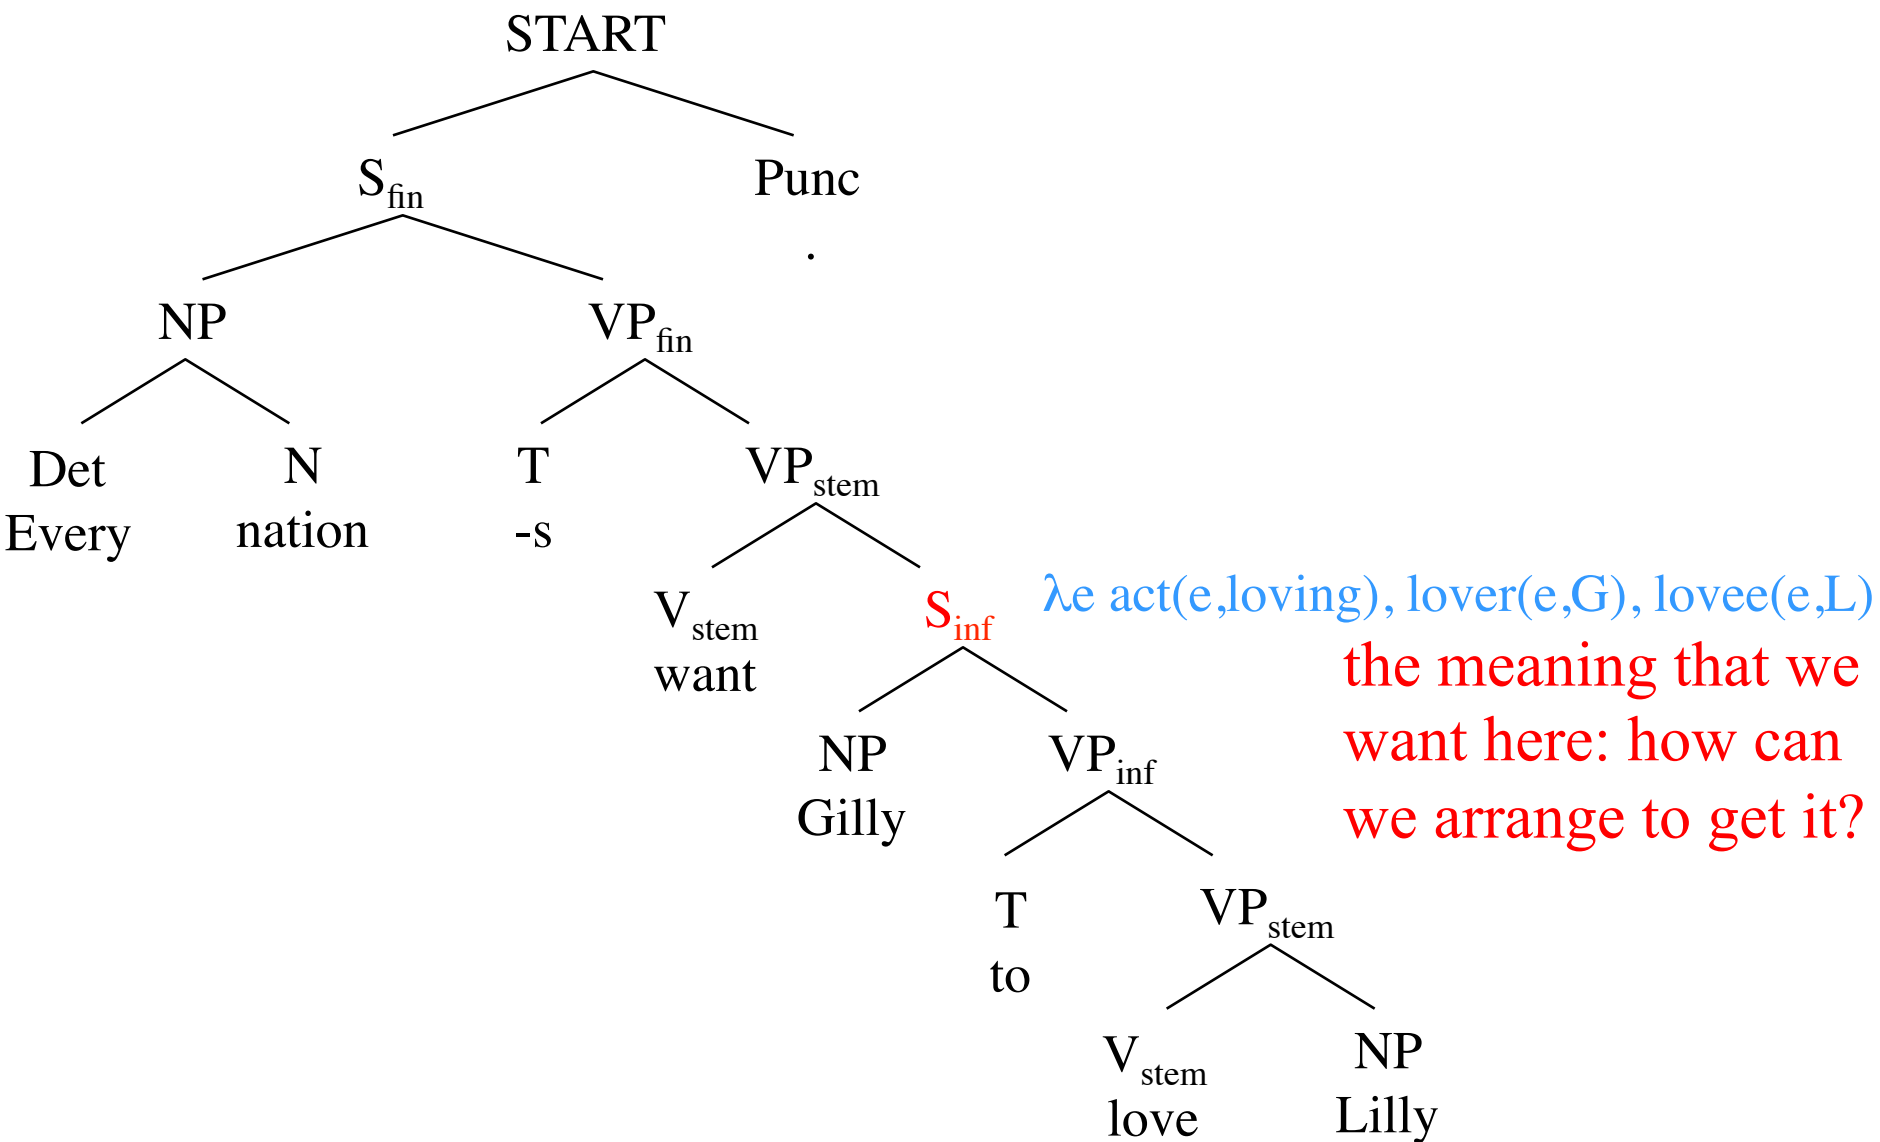 START
S_fin Punc
.
NP VP_fin
Det N T VP_stem
Every nation -s
V_stem S_inf λe act(e,loving), lover(e,G), lovee(e,L)
want
the meaning that we
want here: how can
we arrange to get it?
NP VP_inf
Gilly
T VP_stem
to
V_stem NP
love Lilly